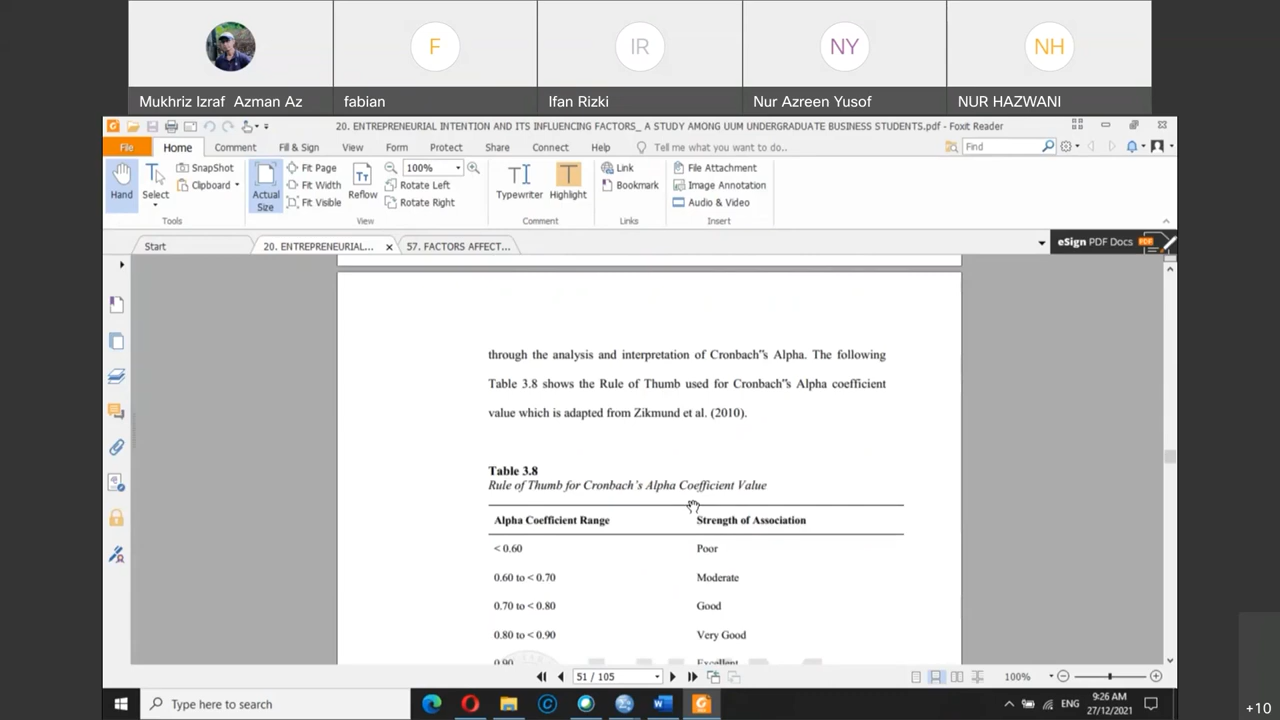 F
IR
NY
NH
Mukhriz Izraf Azman Az
fabian
Ifan Rizki
Nur Azreen Yusof
NUR HAZWANI
20. ENTREPRENEURIAL INTENTION AND ITS INFLUENCING FACTORS_ A STUDY AMONG UUM UNDERGRADUATE BUSINESS STUDENTS.pdf - Foxit Reader
File
Home
Comment
Fill & Sign
View
Form
Protect
Share
Connect
Help
Tell me what you want to do..
Find
Hand
Select
SnapShot
Clipboard
Tools
Actual
Size
Fit Page
Fit Width
Fit Visible
Reflow
100%
Rotate Left
Rotate Right
View
Typewriter
Highlight
Comment
Link
Bookmark
Links
File Attachment
Image Annotation
Audio & Video
Insert
Start
20. ENTREPRENEURIAL...
57. FACTORS AFFECT...
eSign PDF Docs
through the analysis and interpretation of Cronbach‟s Alpha. The following
Table 3.8 shows the Rule of Thumb used for Cronbach‟s Alpha coefficient
value which is adapted from Zikmund et al. (2010).
Table 3.8
Rule of Thumb for Cronbach's Alpha Coefficient Value
Alpha Coefficient Range Strength of Association
< 0.60 Poor
0.60 to < 0.70 Moderate
0.70 to < 0.80 Good
0.80 to < 0.90 Very Good
0.90 Excellent
51 / 105
100%
Type here to search
ENG
9:26 AM
27/12/2021
+10